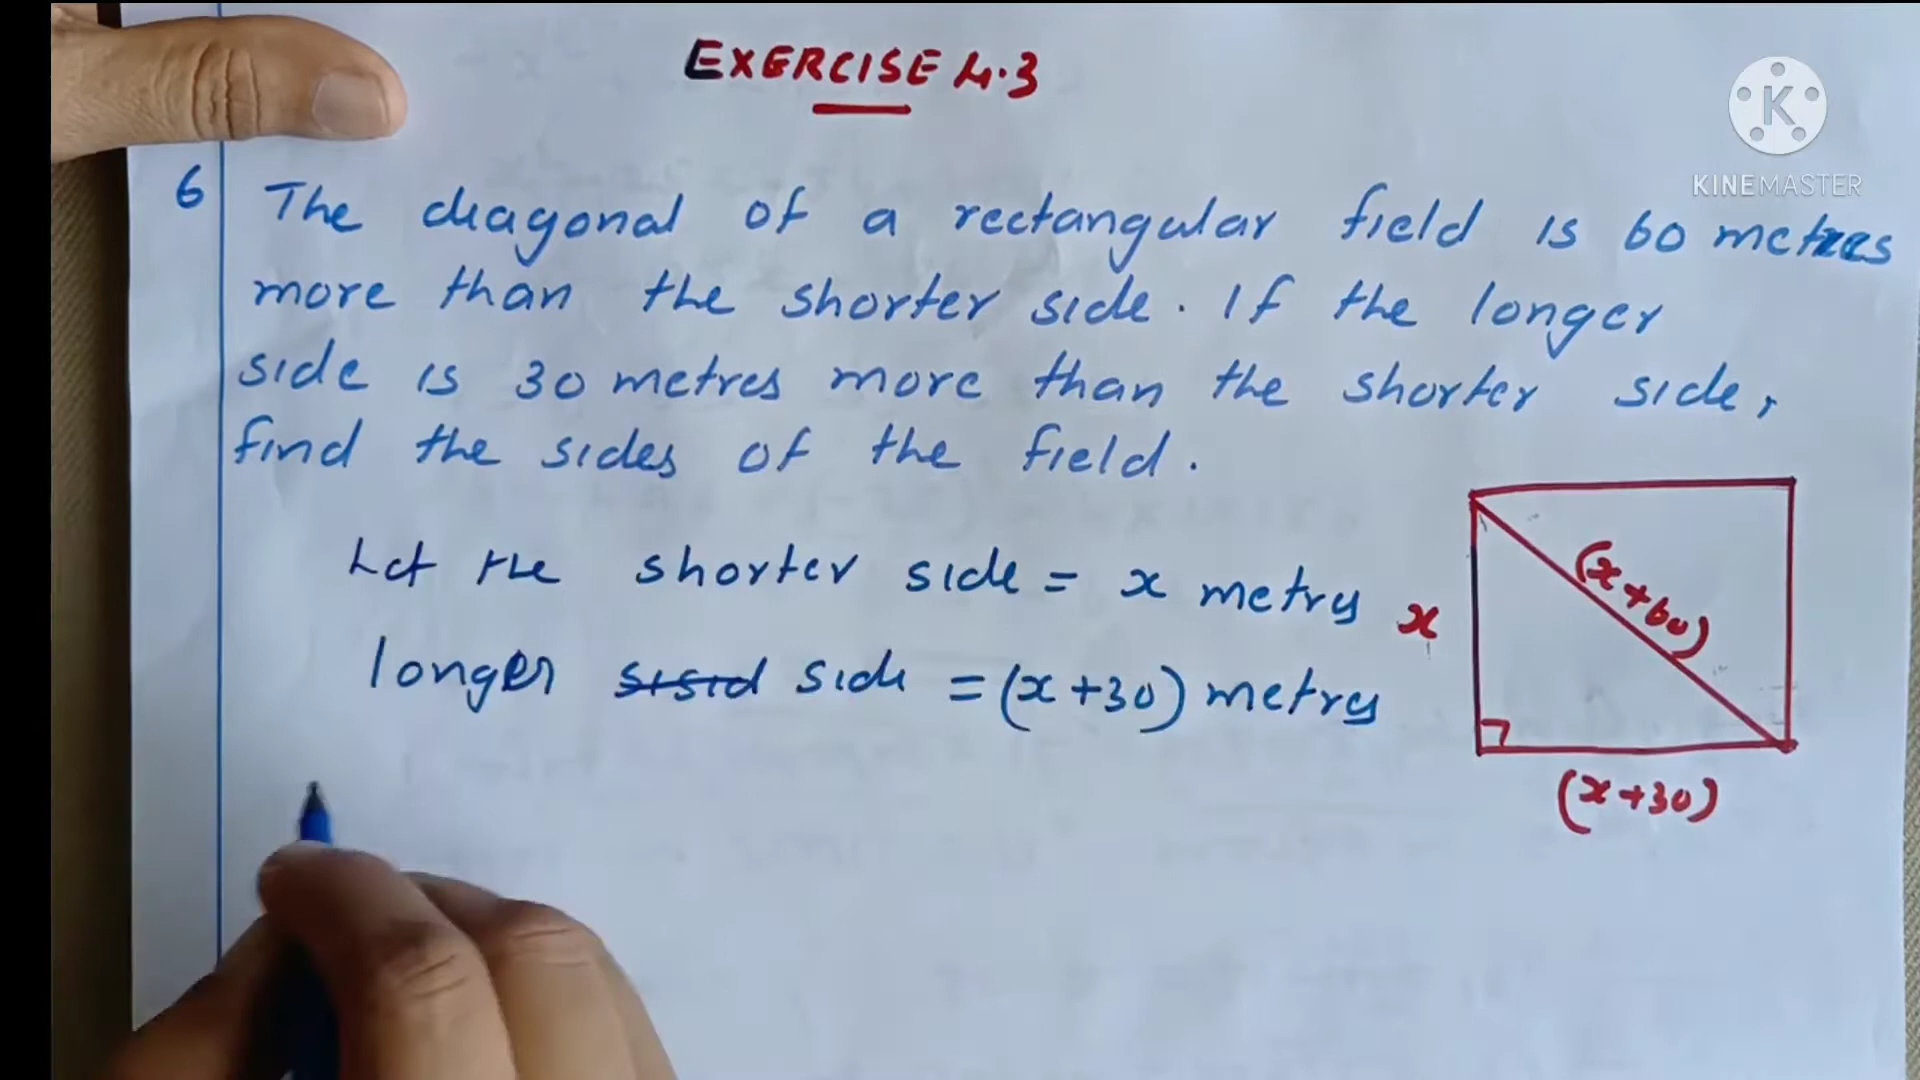 EXERCISE 4.3
K
KINEMASTER
6 The diagonal of a rectangular field is 60 metres
more than the shorter side. If the longer
side is 30 metres more than the shorter side,
find the sides of the field.
Let the shorter side = x metres
x
(x+60)
longer sisid side = (x+30) metres
(x+30)